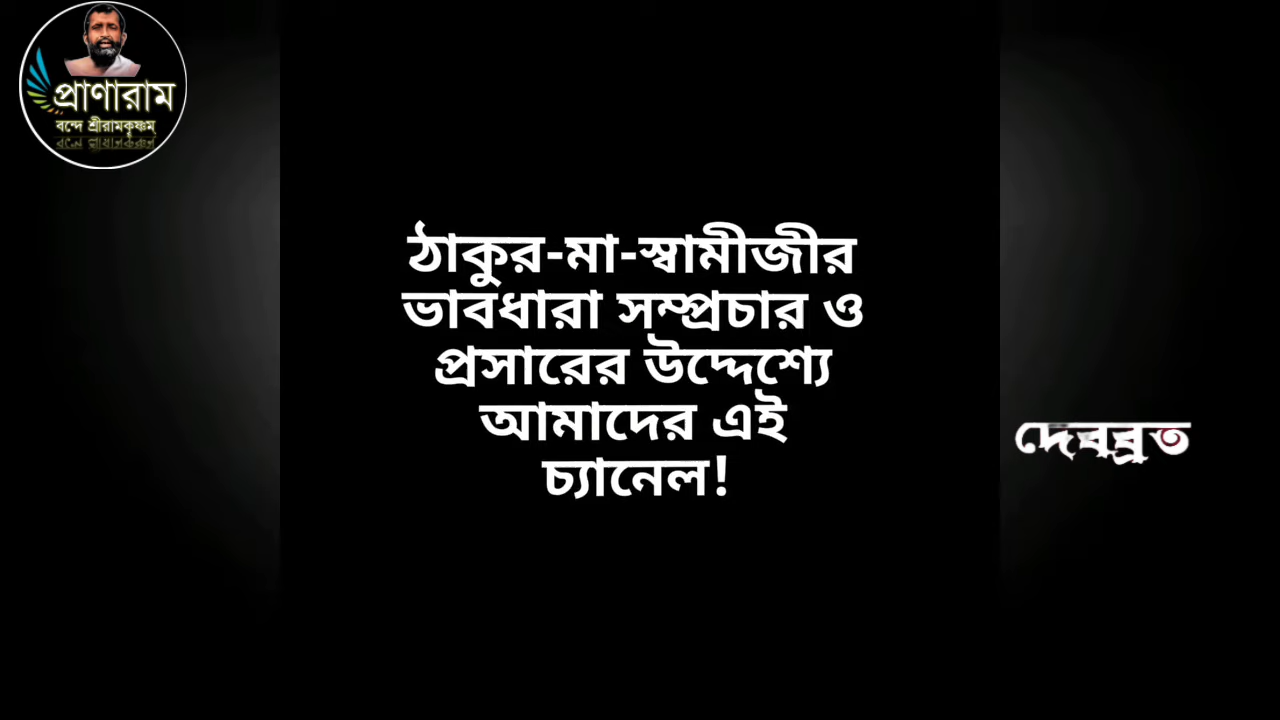 প্রাণারাম
বন্দে শ্রীরামকৃষ্ণম্
ঠাকুর-মা-স্বামীজীর
ভাবধারা সম্প্রচার ও
প্রসারের উদ্দেশ্যে
আমাদের এই
চ্যানেল!
দেবব্রত